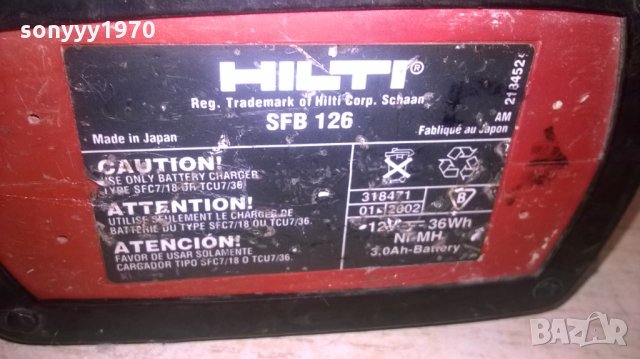 sonyyy1970
HILTI®
Reg. Trademark of Hilti Corp. Schaan
SFB 126
AM
2184524
Made in Japan
Fabliqué au Japon
CAUTION!
USE ONLY BATTERY CHARGER
TYPE SFC7/18 OR TCU7/36
ATTENTION!
UTILISE SEULEMENT LE CHARGER DE
BATTERIE DU TYPE SFC7/18 OU TCU7/36.
ATENCIÓN!
FAVOR DE USAR SOLAMENTE
CARGADOR TIPO SFC7/18 O TCU7/36.
318471
01 2002
B
12V 36Wh
Ni-MH
3.0Ah-Battery
BAZAR
bg